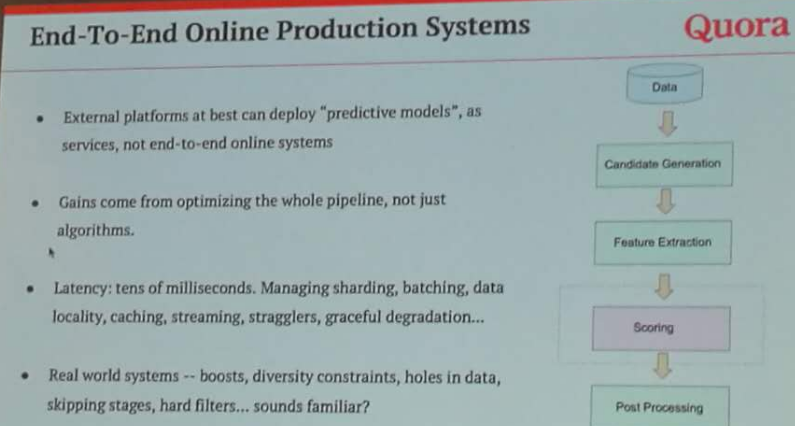 End-To-End Online Production Systems
Quora
• External platforms at best can deploy "predictive models", as
services, not end-to-end online systems
• Gains come from optimizing the whole pipeline, not just
algorithms.
• Latency: tens of milliseconds. Managing sharding, batching, data
locality, caching, streaming, stragglers, graceful degradation...
• Real world systems -- boosts, diversity constraints, holes in data,
skipping stages, hard filters... sounds familiar?
Data
Candidate Generation
Feature Extraction
Scoring
Post Processing